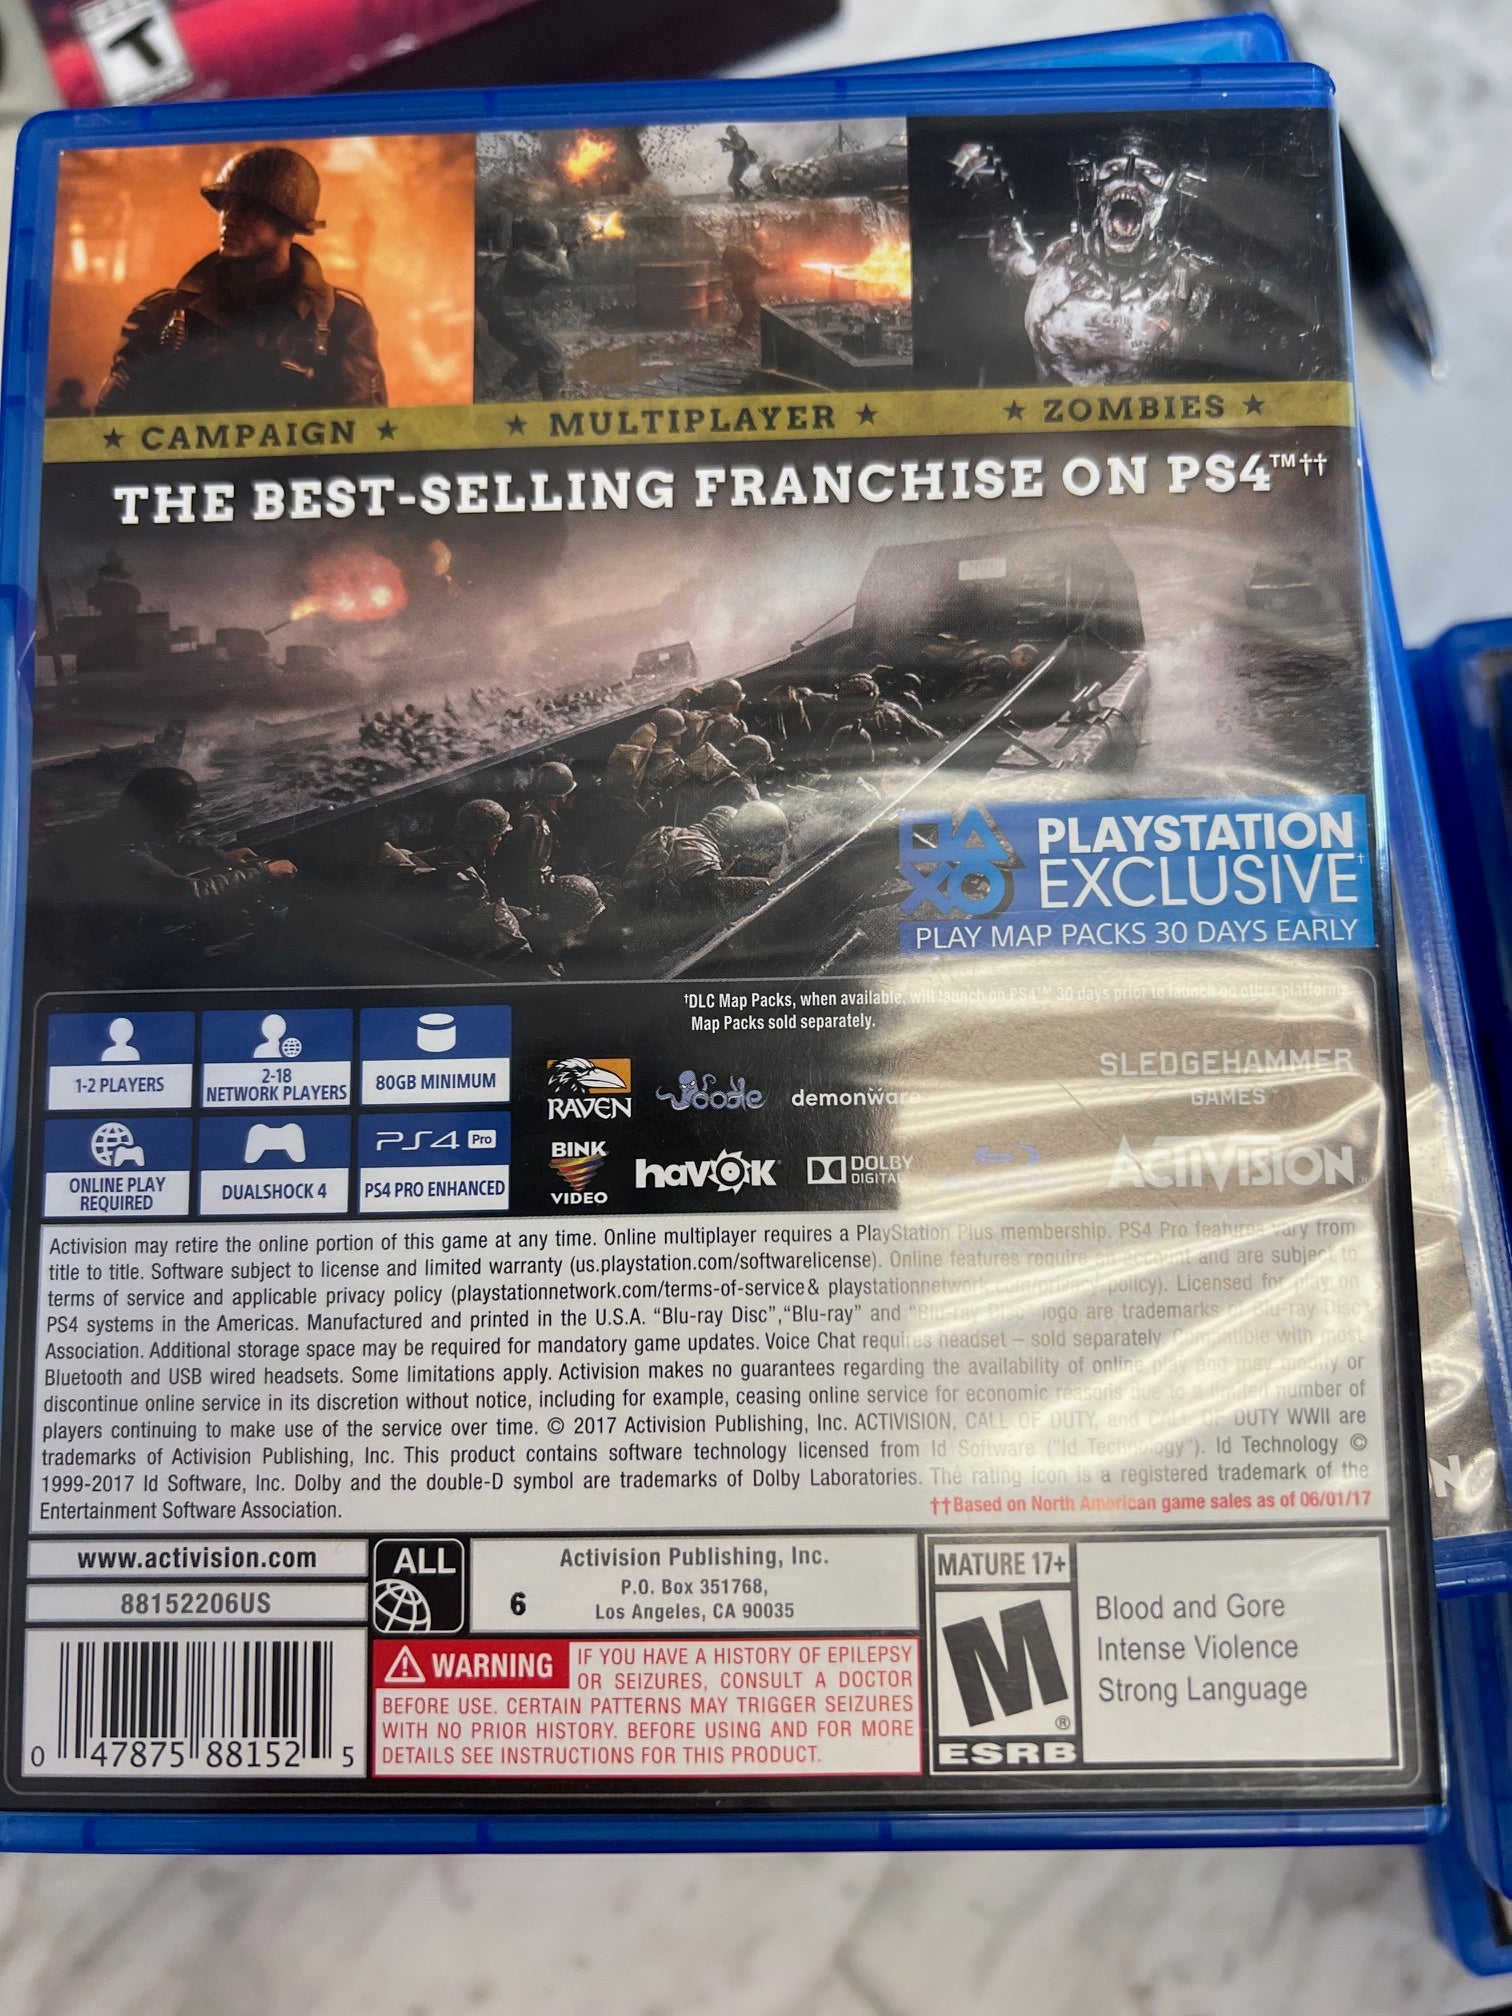 T
★ CAMPAIGN ★
★ MULTIPLAYER ★
★ ZOMBIES ★
THE BEST-SELLING FRANCHISE ON PS4™††
PLAYSTATION
EXCLUSIVE†
PLAY MAP PACKS 30 DAYS EARLY
†DLC Map Packs, when available, will launch on PS4™ 30 days prior to launch on other platforms.
Map Packs sold separately.
1-2 PLAYERS
2-18
NETWORK PLAYERS
80GB MINIMUM
ONLINE PLAY
REQUIRED
DUALSHOCK 4
PS4 Pro
PS4 PRO ENHANCED
RAVEN
oodle
demonware
SLEDGEHAMMER
GAMES
BINK
VIDEO
havok
DOLBY
DIGITAL
ACTIVISION®
Activision may retire the online portion of this game at any time. Online multiplayer requires a PlayStation Plus membership. PS4 Pro features vary from
title to title. Software subject to license and limited warranty (us.playstation.com/softwarelicense). Online features require an account and are subject to
terms of service and applicable privacy policy (playstationnetwork.com/terms-of-service& playstationnetwork.com/privacy-policy). Licensed for play on
PS4 systems in the Americas. Manufactured and printed in the U.S.A. “Blu-ray Disc”,“Blu-ray” and “Blu-ray Disc” logo are trademarks of Blu-ray Disc
Association. Additional storage space may be required for mandatory game updates. Voice Chat requires headset – sold separately. Compatible with most
Bluetooth and USB wired headsets. Some limitations apply. Activision makes no guarantees regarding the availability of online play and may modify or
discontinue online service in its discretion without notice, including for example, ceasing online service for economic reasons due to a limited number of
players continuing to make use of the service over time. © 2017 Activision Publishing, Inc. ACTIVISION, CALL OF DUTY, and CALL OF DUTY WWII are
trademarks of Activision Publishing, Inc. This product contains software technology licensed from Id Software ("Id Technology"). Id Technology ©
1999-2017 Id Software, Inc. Dolby and the double-D symbol are trademarks of Dolby Laboratories. The rating icon is a registered trademark of the
Entertainment Software Association.
††Based on North American game sales as of 06/01/17
www.activision.com
88152206US
ALL
6
Activision Publishing, Inc.
P.O. Box 351768,
Los Angeles, CA 90035
WARNING IF YOU HAVE A HISTORY OF EPILEPSY
OR SEIZURES, CONSULT A DOCTOR
BEFORE USE. CERTAIN PATTERNS MAY TRIGGER SEIZURES
WITH NO PRIOR HISTORY. BEFORE USING AND FOR MORE
DETAILS SEE INSTRUCTIONS FOR THIS PRODUCT.
0 47875 88152 5
MATURE 17+
M®
ESRB
Blood and Gore
Intense Violence
Strong Language